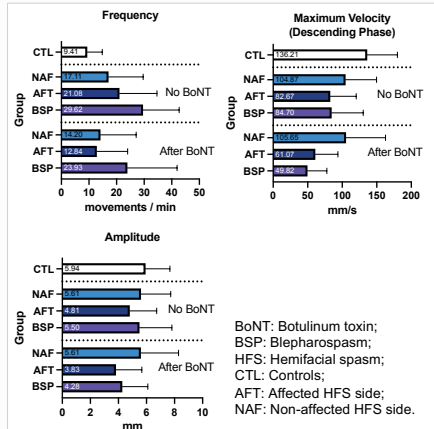 Frequency
Group
CTL 9.41
NAF 17.11
AFT 21.08 No BoNT
BSP 29.62
NAF 14.20
AFT 12.84 After BoNT
BSP 23.93
0 10 20 30 40 50
movements / min
Maximum Velocity
(Descending Phase)
Group
CTL 136.21
NAF 104.87
AFT 82.67 No BoNT
BSP 84.70
NAF 105.65
AFT 61.07 After BoNT
BSP 49.82
0 50 100 150 200
mm/s
Amplitude
Group
CTL 5.94
NAF 5.61
AFT 4.81 No BoNT
BSP 5.50
NAF 5.61
AFT 3.83 After BoNT
BSP 4.28
0 2 4 6 8 10
mm
BoNT: Botulinum toxin;
BSP: Blepharospasm;
HFS: Hemifacial spasm;
CTL: Controls;
AFT: Affected HFS side;
NAF: Non-affected HFS side.